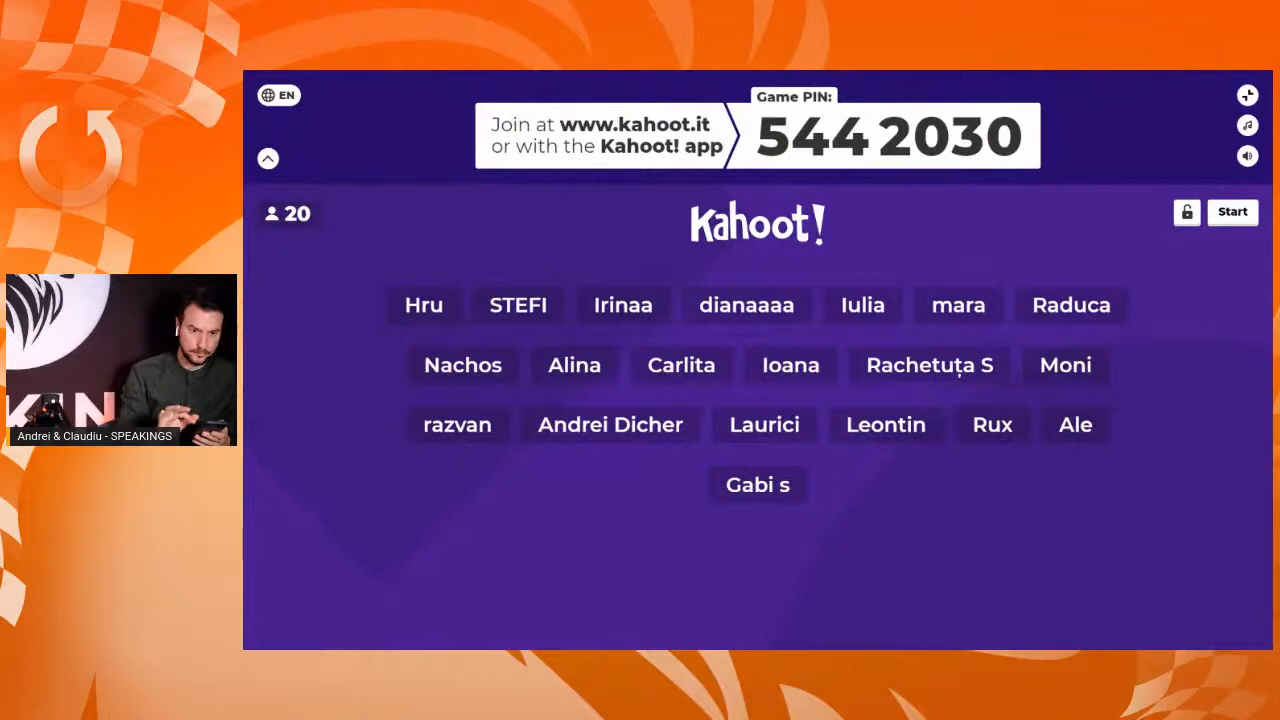 EN
Game PIN:
Join at www.kahoot.it
or with the Kahoot! app
544 2030
20
Kahoot!
Start
Hru STEFI Irinaa dianaaaa Iulia mara Raduca
Nachos Alina Carlita Ioana Rachetuța S Moni
razvan Andrei Dicher Laurici Leontin Rux Ale
Gabi s
Andrei & Claudiu - SPEAKINGS